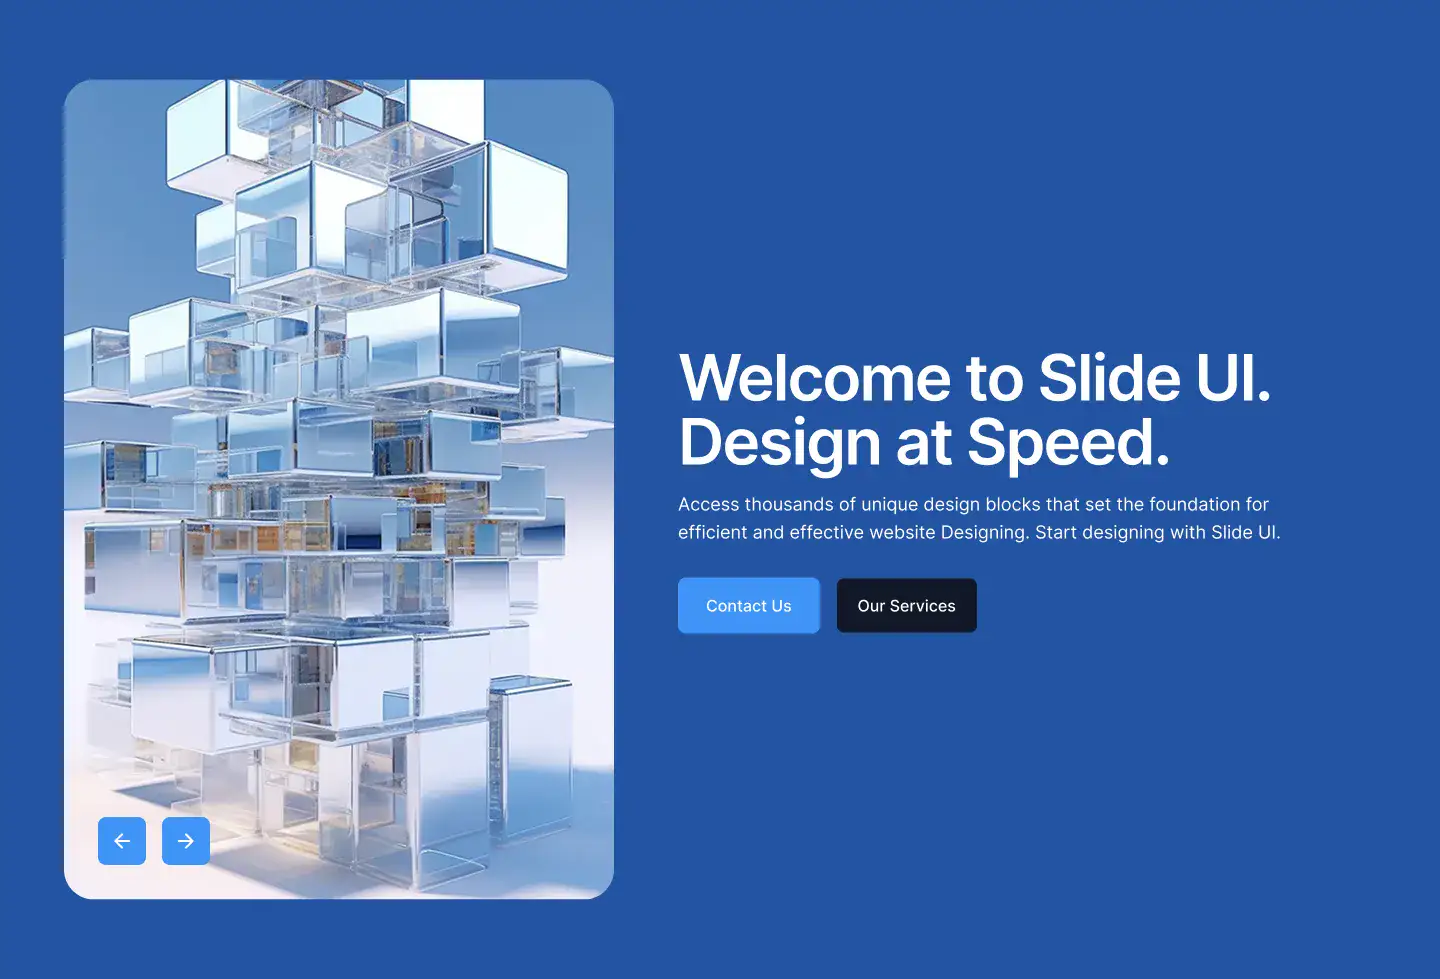 Welcome to Slide UI.
Design at Speed.
Access thousands of unique design blocks that set the foundation for
efficient and effective website Designing. Start designing with Slide UI.
Contact Us
Our Services